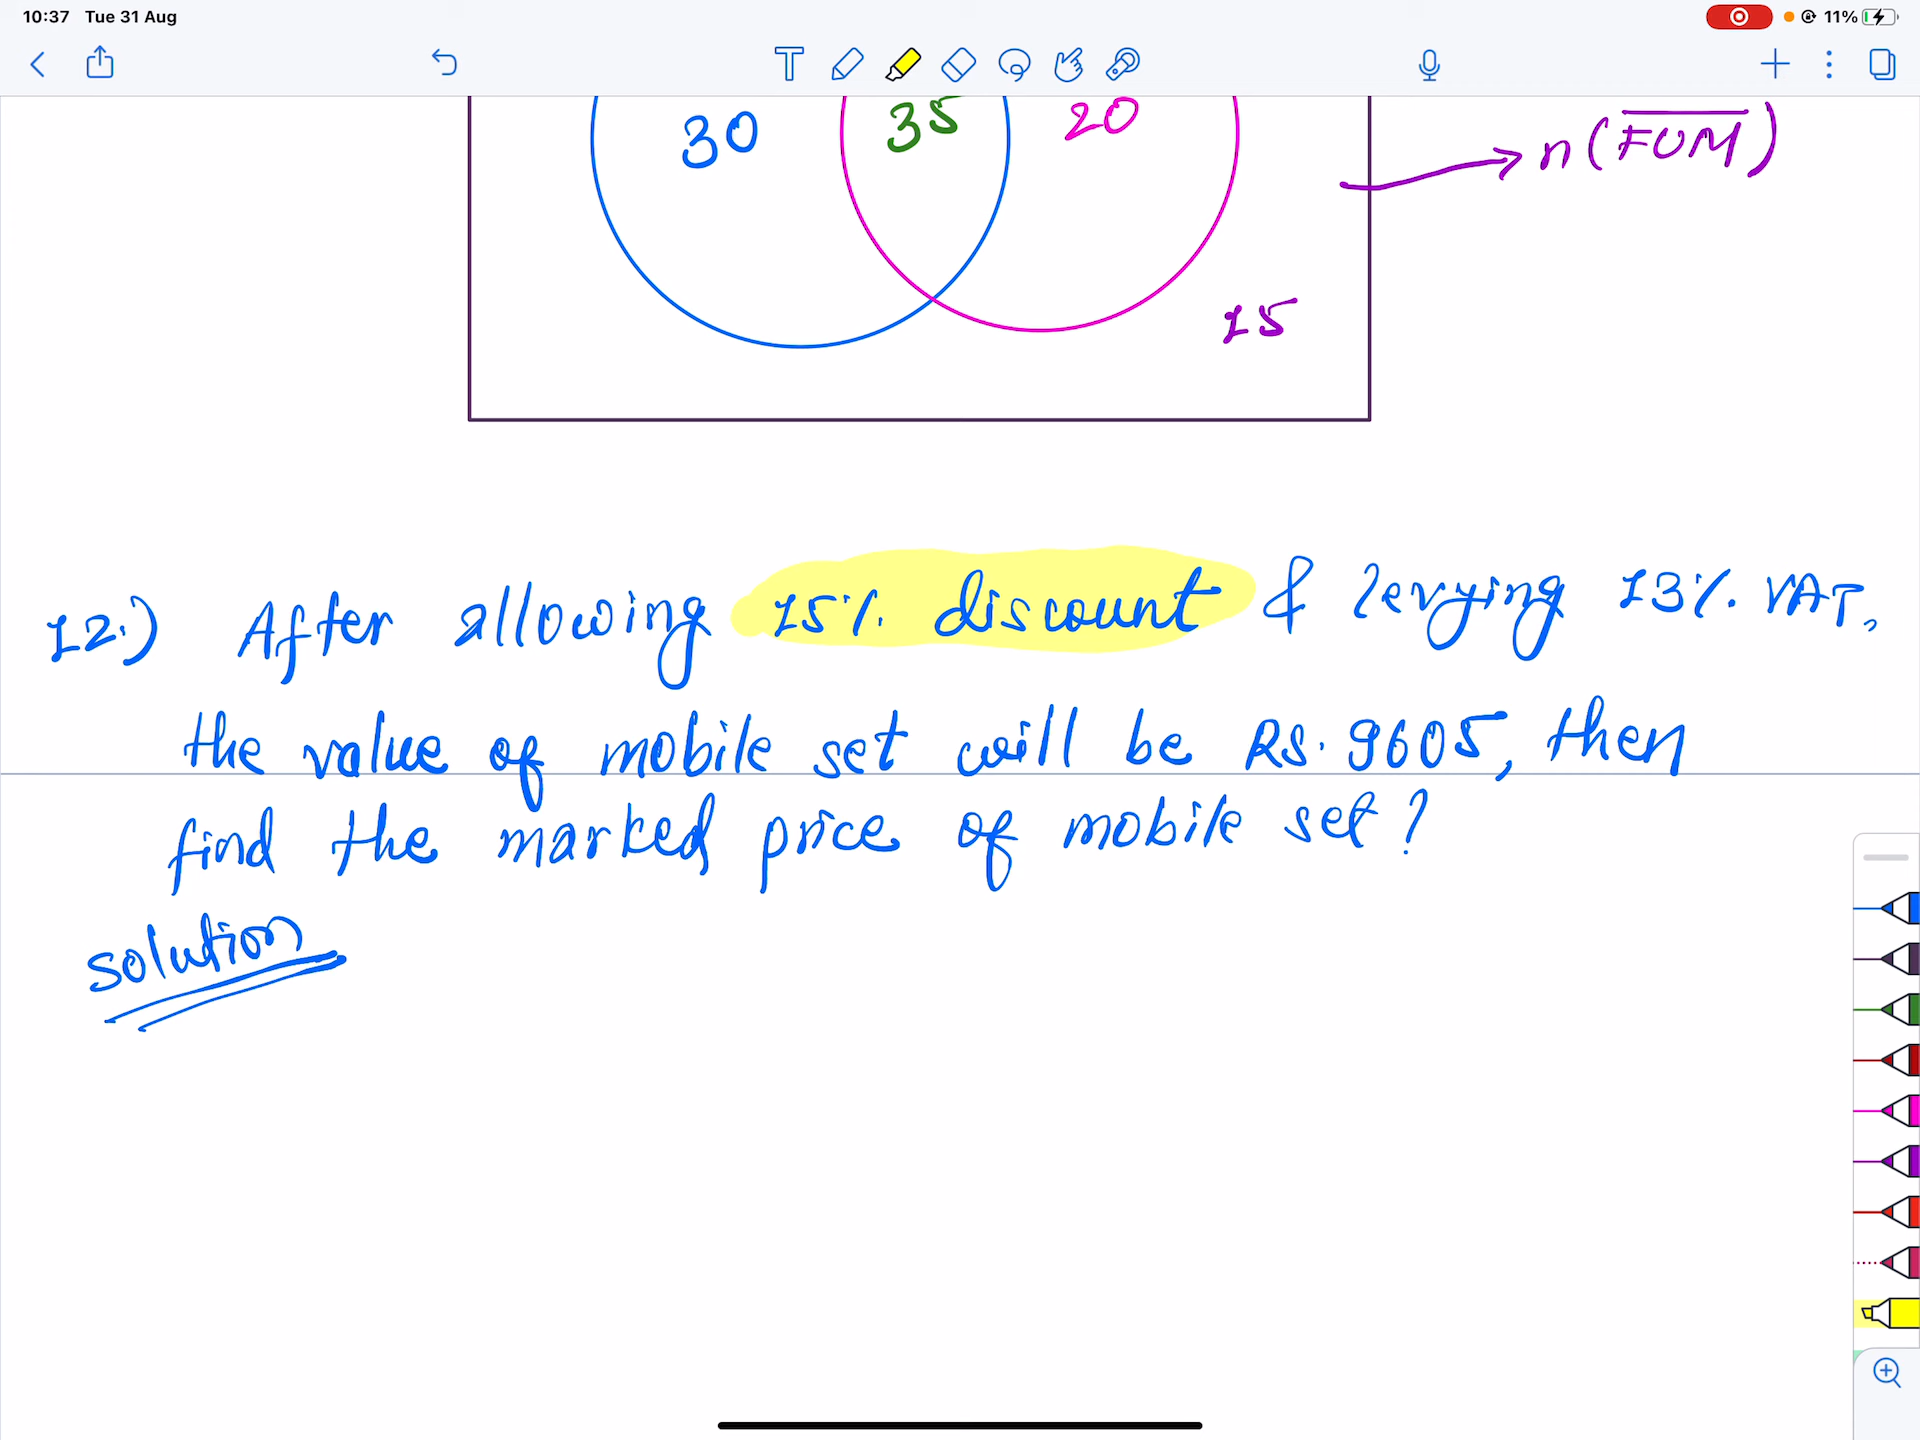 10:37 Tue 31 Aug
11%
T
30 35 20
n(F∪M)
15
12.) After allowing 15% discount & levying 13% VAT,
the value of mobile set will be Rs. 9605, then
find the marked price of mobile set?
solution